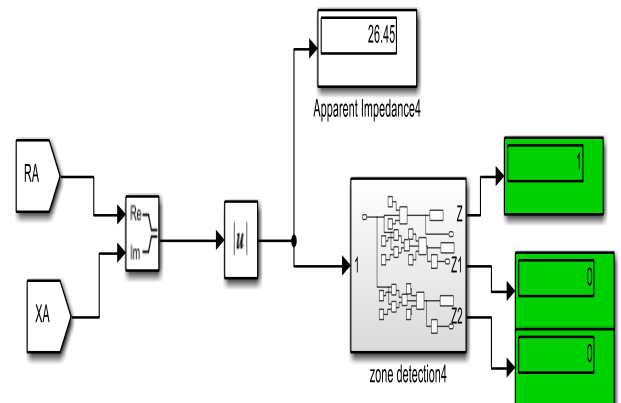 26.45
Apparent Impedance4
RA
Re
Im
|u|
XA
1
Z
Z1
Z2
zone detection4
1
0
0